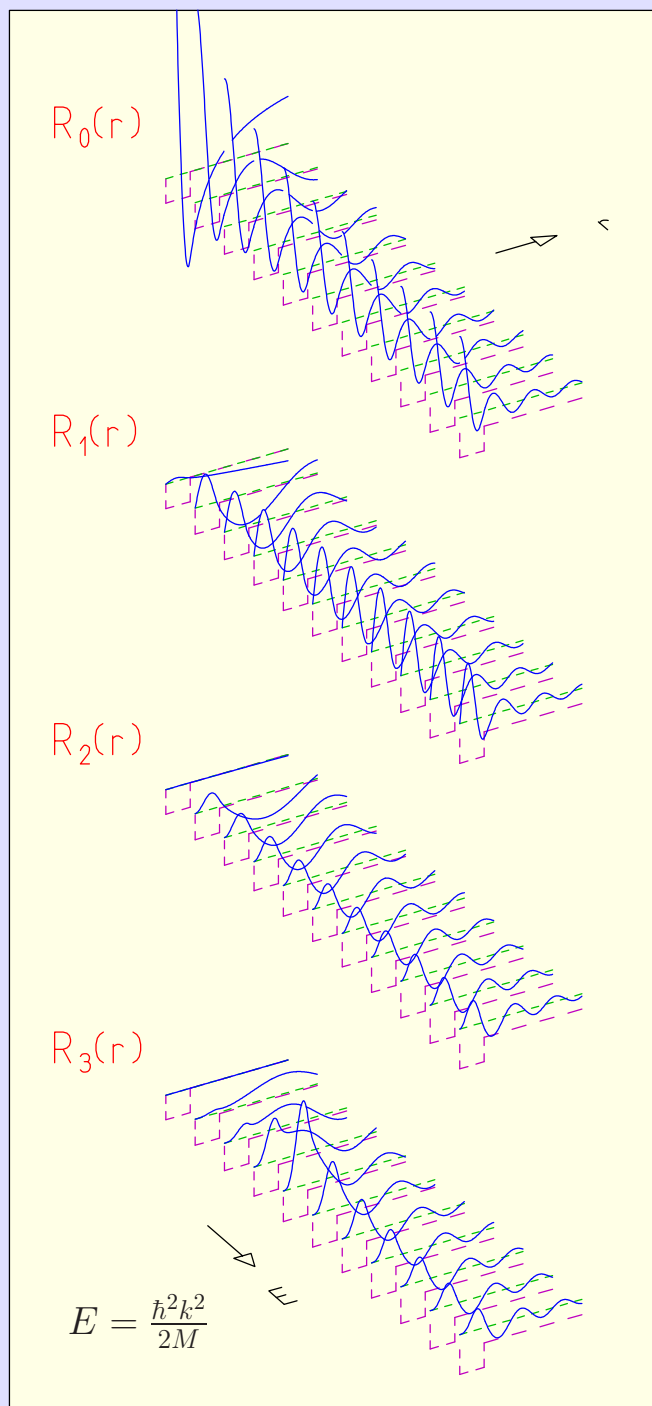 R₀(r)
r
R₁(r)
R₂(r)
R₃(r)
E
E = ħ²k²/2M